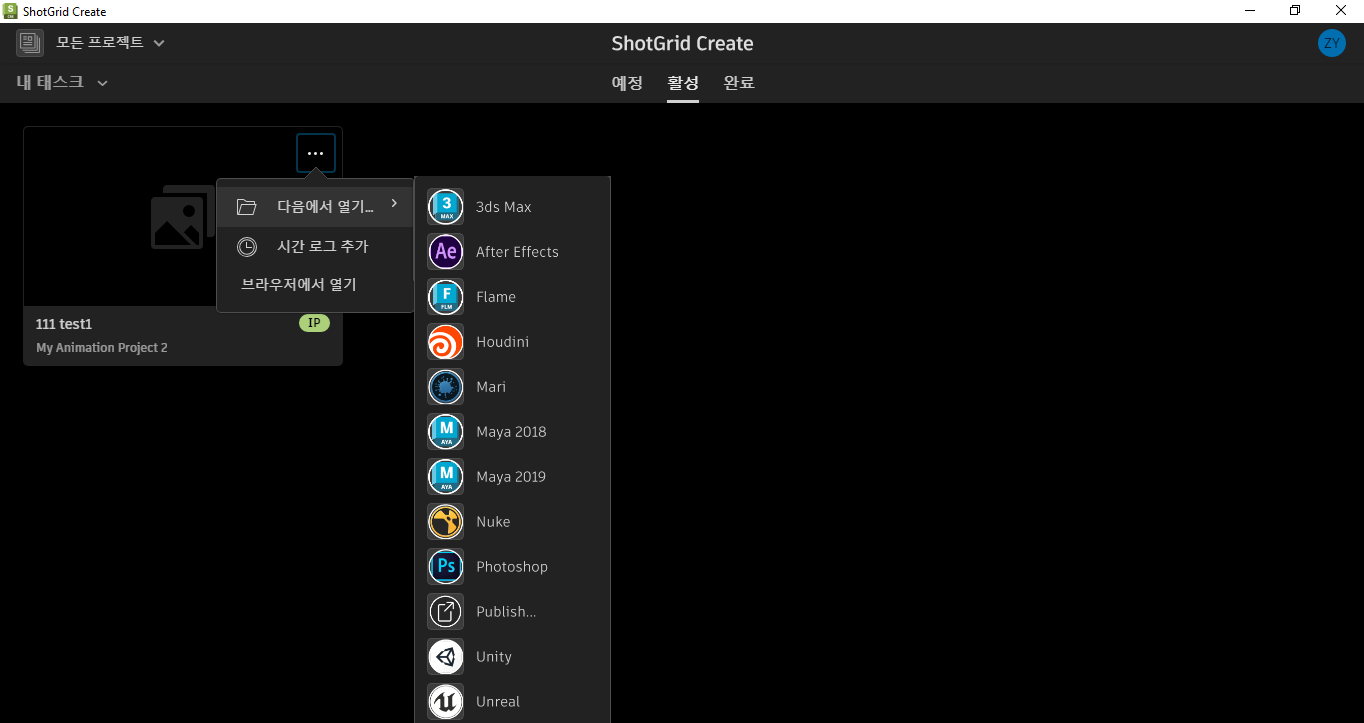 ShotGrid Create
모든 프로젝트
ShotGrid Create
ZY
내 태스크
예정 활성 완료
다음에서 열기...
시간 로그 추가
브라우저에서 열기
111 test1
IP
My Animation Project 2
3ds Max
After Effects
Flame
Houdini
Mari
Maya 2018
Maya 2019
Nuke
Photoshop
Publish...
Unity
Unreal
S
3
MAX
Ae
F
FLM
M
AYA
M
AYA
Ps